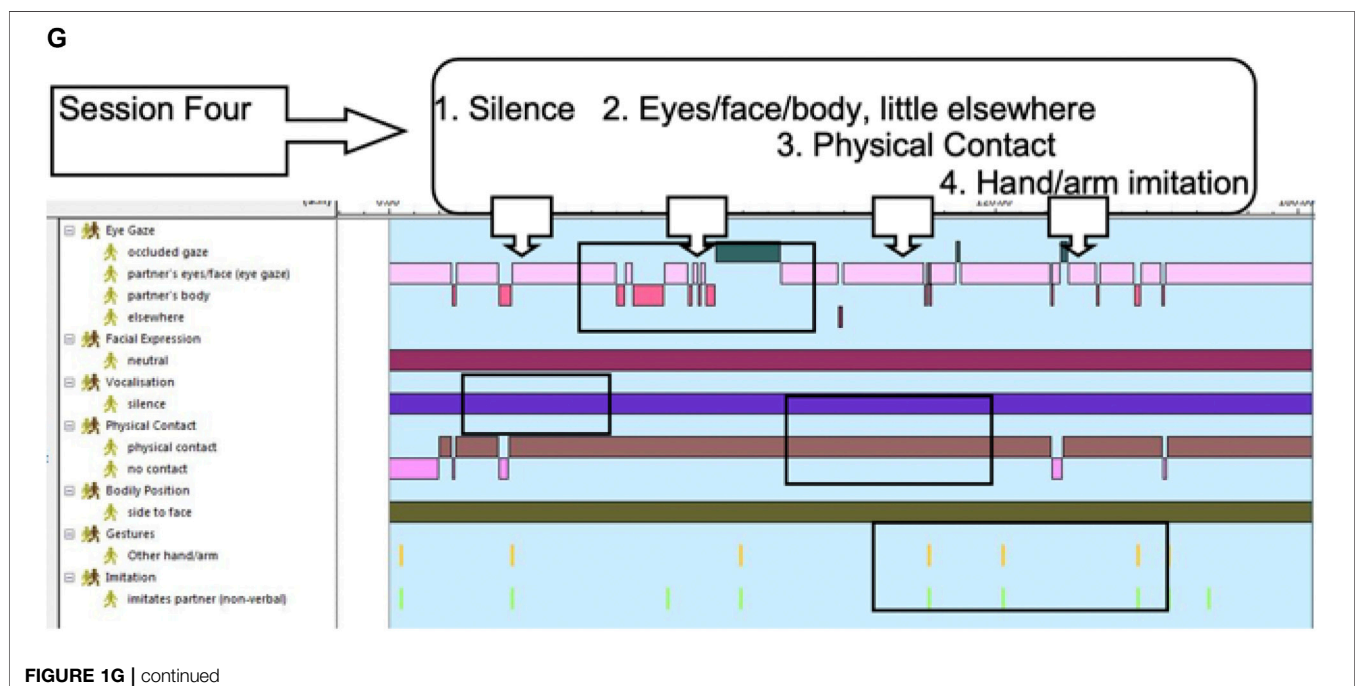 G
Session Four
1. Silence 2. Eyes/face/body, little elsewhere
3. Physical Contact
4. Hand/arm imitation
Eye Gaze
occluded gaze
partner's eyes/face (eye gaze)
partner's body
elsewhere
Facial Expression
neutral
Vocalisation
silence
Physical Contact
physical contact
no contact
Bodily Position
side to face
Gestures
Other hand/arm
Imitation
imitates partner (non-verbal)
FIGURE 1G | continued